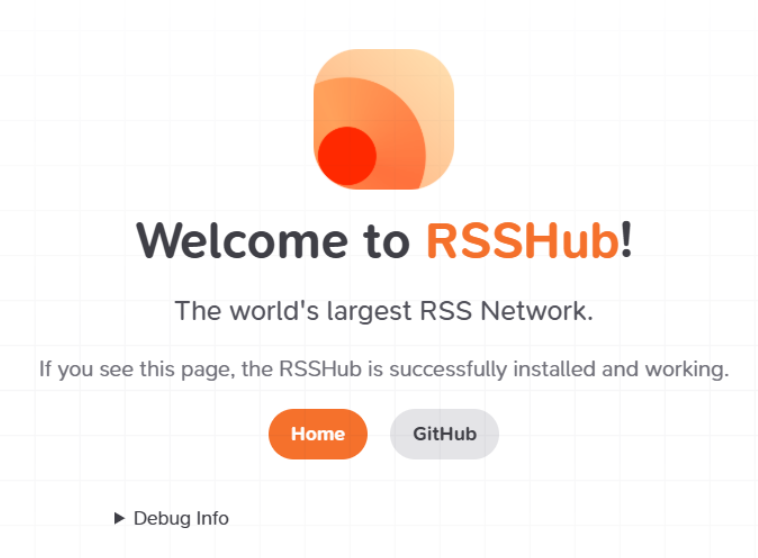 Welcome to RSSHub!
The world's largest RSS Network.
If you see this page, the RSSHub is successfully installed and working.
Home
GitHub
Debug Info